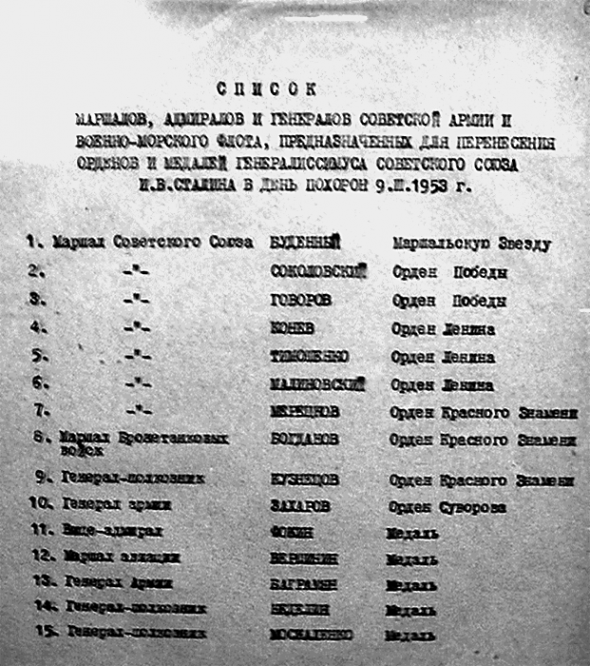 СПИСОК
МАРШАЛОВ, АДМИРАЛОВ И ГЕНЕРАЛОВ СОВЕТСКОЙ АРМИИ И
ВОЕННО-МОРСКОГО ФЛОТА, ПРЕДНАЗНАЧЕННЫХ ДЛЯ ПЕРЕНЕСЕНИЯ
ОРДЕНОВ И МЕДАЛЕЙ ГЕНЕРАЛИССИМУСА СОВЕТСКОГО СОЮЗА
И.В.СТАЛИНА В ДЕНЬ ПОХОРОН 9.III.1953 г.
1. Маршал Советского Союза БУДЕННЫЙ Маршальскую Звезду
2. -"- СОКОЛОВСКИЙ Орден Победы
3. -"- ГОВОРОВ Орден Победы
4. -"- КОНЕВ Орден Ленина
5. -"- ТИМОШЕНКО Орден Ленина
6. -"- МАЛИНОВСКИЙ Орден Ленина
7. -"- МЕРЕЦКОВ Орден Красного Знамени
8. Маршал Бронетанковых войск БОГДАНОВ Орден Красного Знамени
9. Генерал-полковник КУЗНЕЦОВ Орден Красного Знамени
10. Генерал армии ЗАХАРОВ Орден Суворова
11. Вице-адмирал ФОКИН Медаль
12. Маршал авиации ВЕРШИНИН Медаль
13. Генерал Армии БАГРАМЯН Медаль
14. Генерал-полковник НЕДЕЛИН Медаль
15. Генерал-полковник МОСКАЛЕНКО Медаль